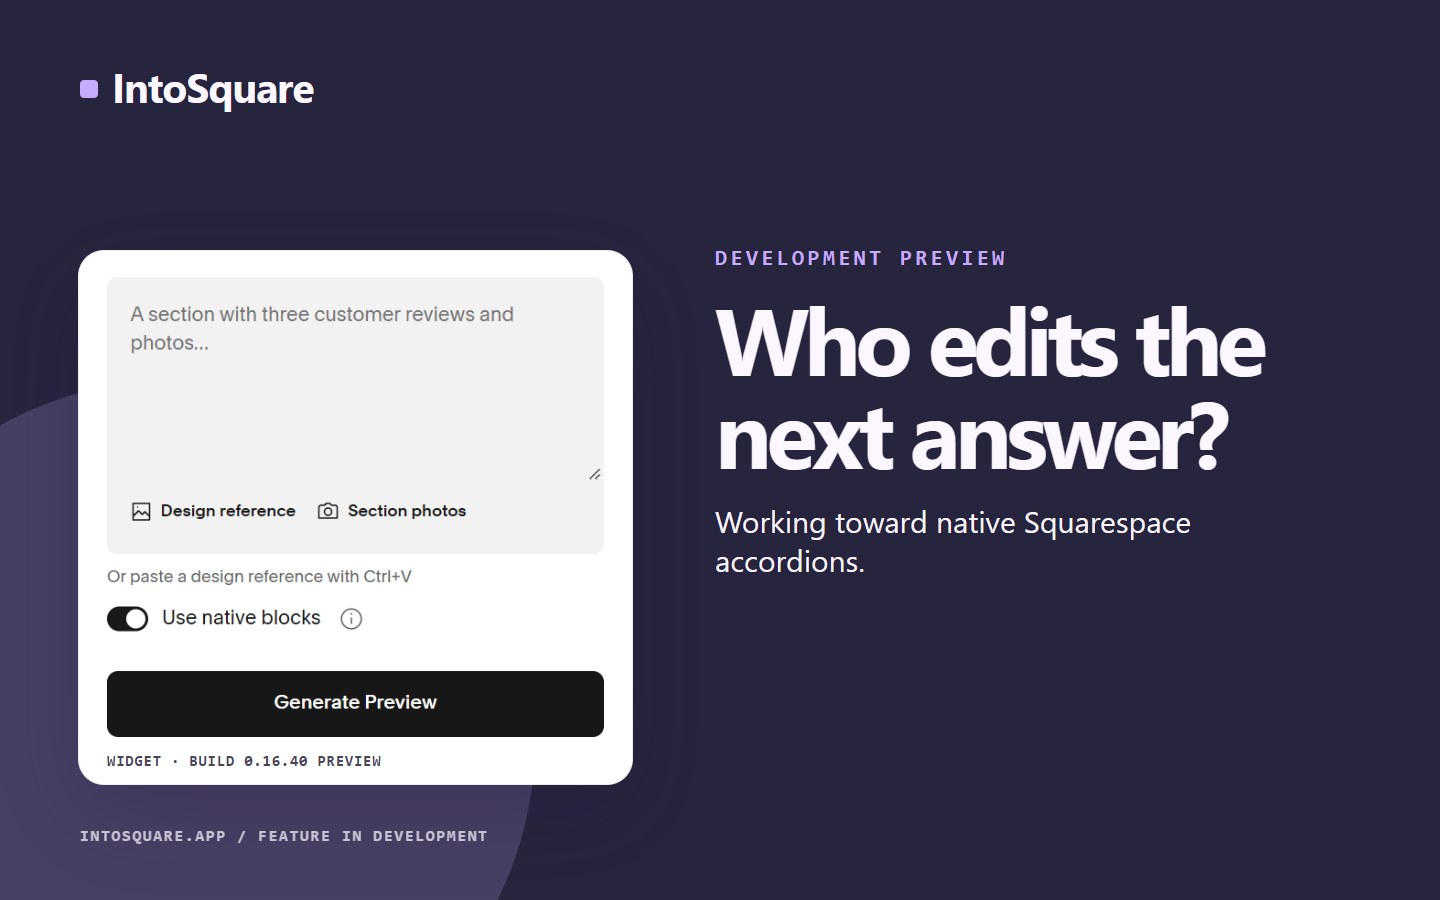 IntoSquare
A section with three customer reviews and
photos...
Design reference
Section photos
Or paste a design reference with Ctrl+V
Use native blocks
Generate Preview
WIDGET · BUILD 0.16.40 PREVIEW
DEVELOPMENT PREVIEW
Who edits the
next answer?
Working toward native Squarespace
accordions.
INTOSQUARE.APP / FEATURE IN DEVELOPMENT